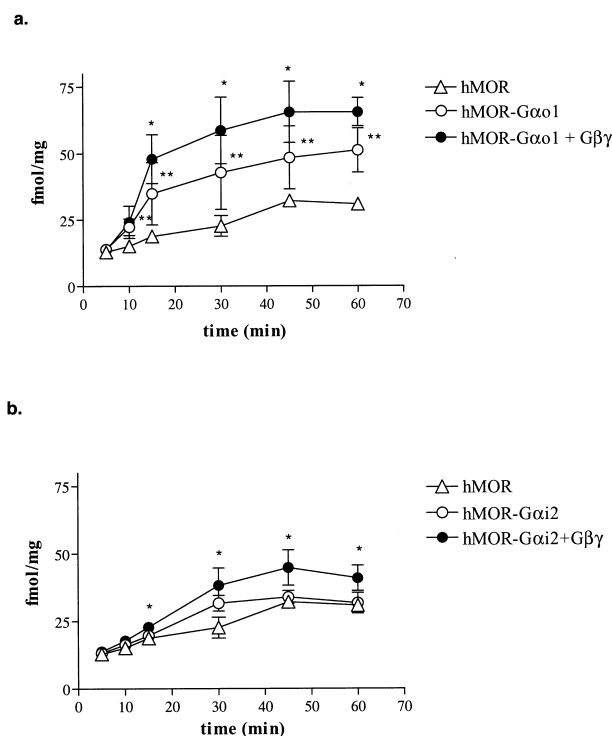 a.
hMOR
hMOR-Gαo1
hMOR-Gαo1 + Gβγ
fmol/mg
75
50
25
0
* * * *
** ** ** ** **
0 10 20 30 40 50 60 70
time (min)
b.
hMOR
hMOR-Gαi2
hMOR-Gαi2+Gβγ
fmol/mg
75
50
25
0
* * * *
0 10 20 30 40 50 60 70
time (min)